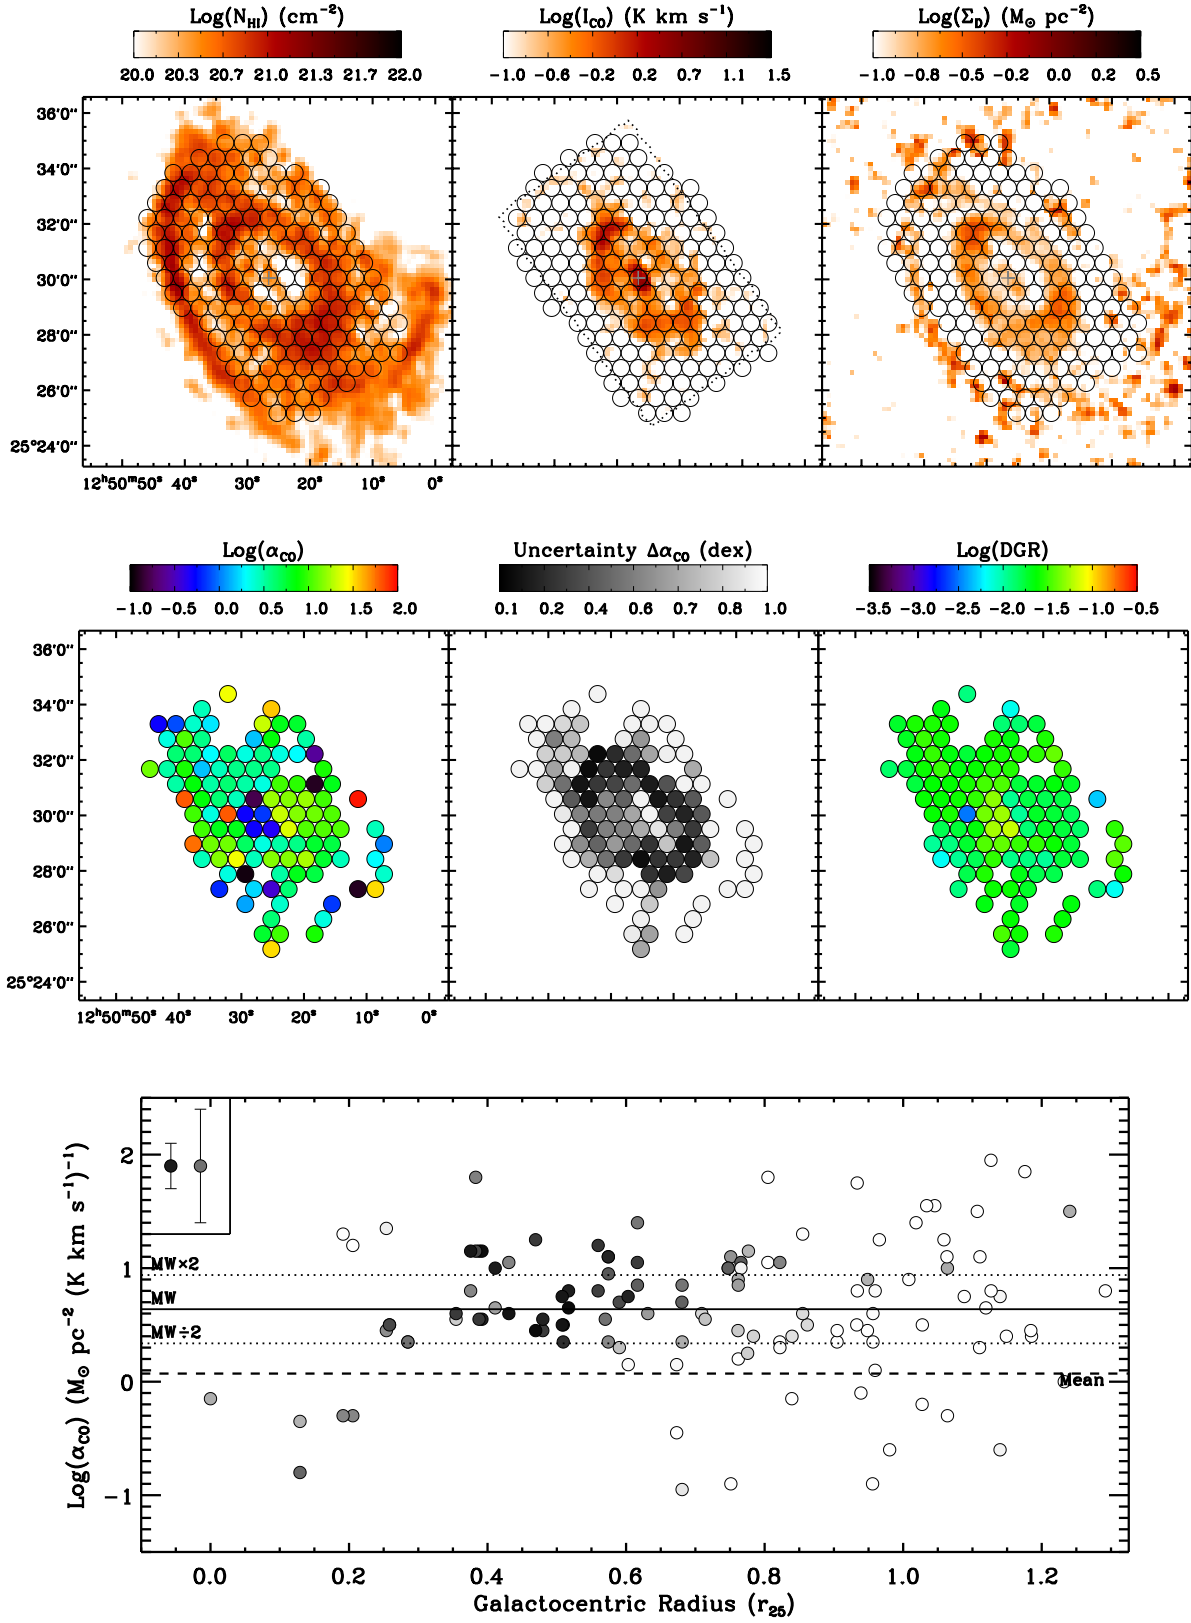 Log(N_HI) (cm⁻²) Log(I_CO) (K km s⁻¹) Log(Σ_D) (M⊙ pc⁻²)
20.0 20.3 20.7 21.0 21.3 21.7 22.0 −1.0 −0.6 −0.2 0.2 0.7 1.1 1.5 −1.0 −0.8 −0.5 −0.2 0.0 0.2 0.5
36'0"
34'0"
32'0"
30'0"
28'0"
26'0"
25°24'0"
12ʰ50ᵐ50ˢ 40ˢ 30ˢ 20ˢ 10ˢ 0ˢ
Log(α_CO) Uncertainty Δα_CO (dex) Log(DGR)
−1.0 −0.5 0.0 0.5 1.0 1.5 2.0 0.1 0.2 0.4 0.6 0.7 0.8 1.0 −3.5 −3.0 −2.5 −2.0 −1.5 −1.0 −0.5
36'0"
34'0"
32'0"
30'0"
28'0"
26'0"
25°24'0"
12ʰ50ᵐ50ˢ 40ˢ 30ˢ 20ˢ 10ˢ 0ˢ
Log(α_CO) (M⊙ pc⁻² (K km s⁻¹)⁻¹)
2
1
0
−1
MW×2
MW
MW÷2
Mean
0.0 0.2 0.4 0.6 0.8 1.0 1.2
Galactocentric Radius (r₂₅)